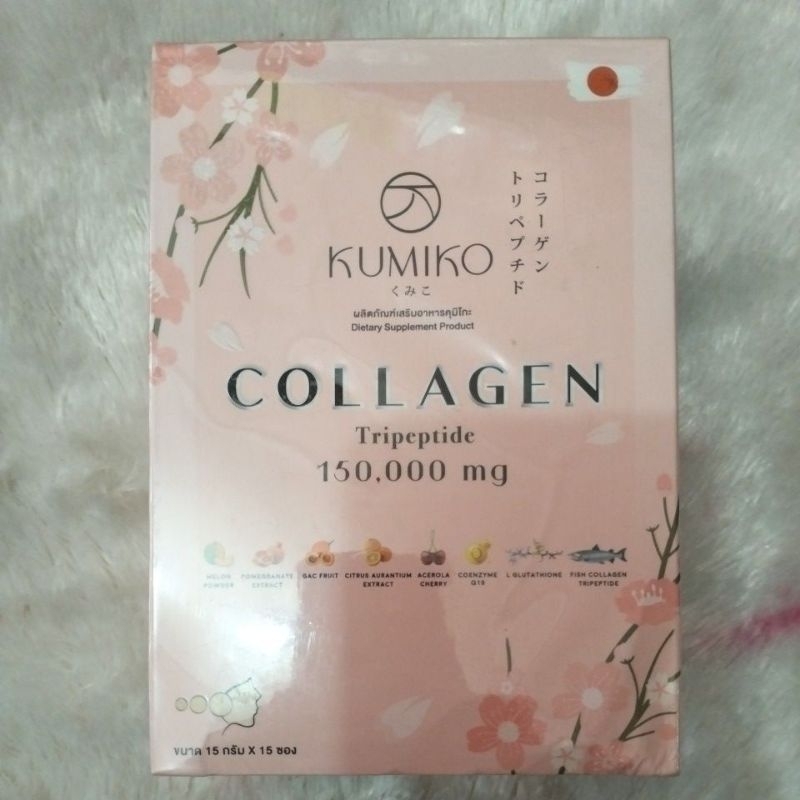 コラーゲン
トリペプチド
KUMIKO
くみこ
ผลิตภัณฑ์เสริมอาหารคุมิโกะ
Dietary Supplement Product
COLLAGEN
Tripeptide
150,000 mg
MELON POWDER
POMEGRANATE EXTRACT
GAC FRUIT
CITRUS AURANTIUM EXTRACT
ACEROLA CHERRY
COENZYME Q10
L GLUTATHIONE
FISH COLLAGEN TRIPEPTIDE
ขนาด 15 กรัม X 15 ซอง